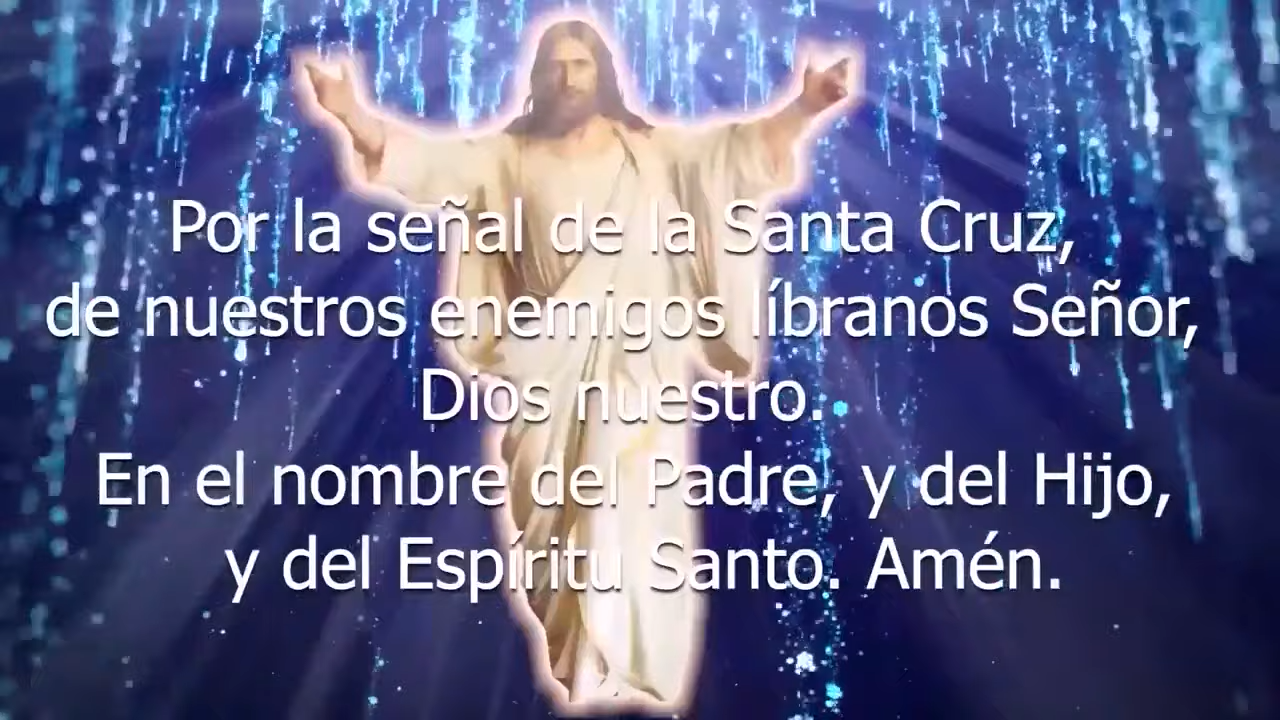 Por la señal de la Santa Cruz,
de nuestros enemigos líbranos Señor,
Dios nuestro.
En el nombre del Padre, y del Hijo,
y del Espíritu Santo. Amén.